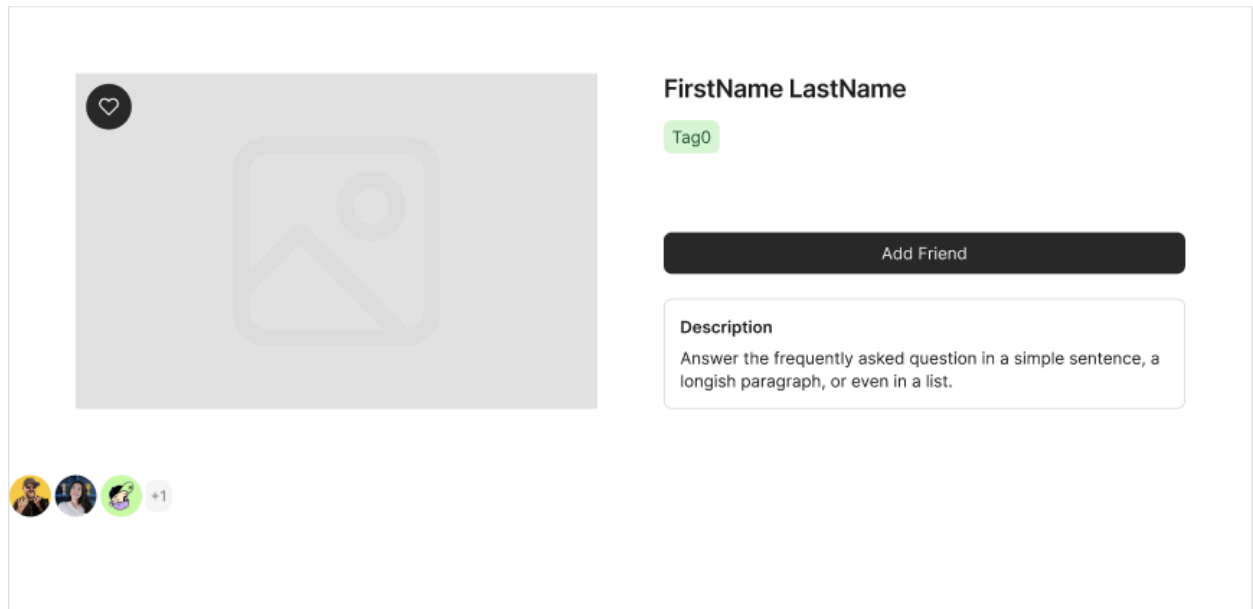 FirstName LastName
Tag0
Add Friend
Description
Answer the frequently asked question in a simple sentence, a
longish paragraph, or even in a list.
+1